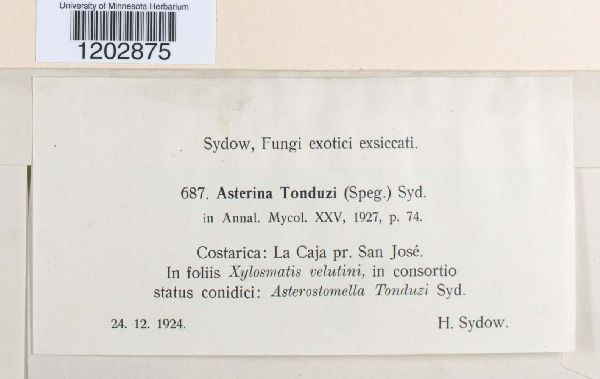 University of Minnesota Herbarium
1202875
Sydow, Fungi exotici exsiccati.
687. Asterina Tonduzi (Speg.) Syd.
in Annal. Mycol. XXV, 1927, p. 74.
Costarica: La Caja pr. San José.
In foliis Xylosmatis velutini, in consortio
status conidici: Asterostomella Tonduzi Syd.
24. 12. 1924. H. Sydow.